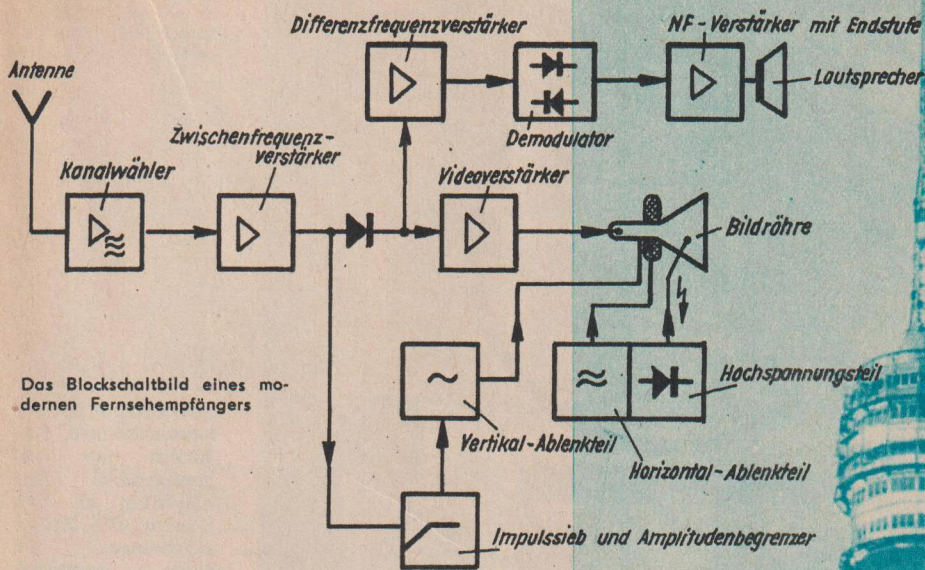 Differenzfrequenzverstärker
NF-Verstärker mit Endstufe
Antenne
Lautsprecher
Demodulator
Zwischenfrequenz-
verstärker
Kanalwähler
Videoverstärker
Bildröhre
Das Blockschaltbild eines mo-
dernen Fernsehempfängers
Hochspannungsteil
Vertikal-Ablenkteil
Horizontal-Ablenkteil
Impulssieb und Amplitudenbegrenzer